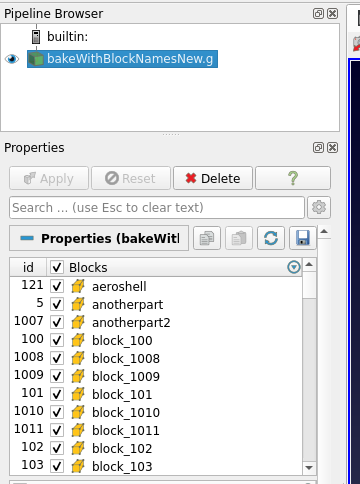 Pipeline Browser
builtin:
bakeWithBlockNamesNew.g
Properties
Apply Reset Delete ?
Search ... (use Esc to clear text)
Properties (bakeWitl
id Blocks
121 aeroshell
5 anotherpart
1007 anotherpart2
100 block_100
1008 block_1008
1009 block_1009
101 block_101
1010 block_1010
1011 block_1011
102 block_102
103 block_103